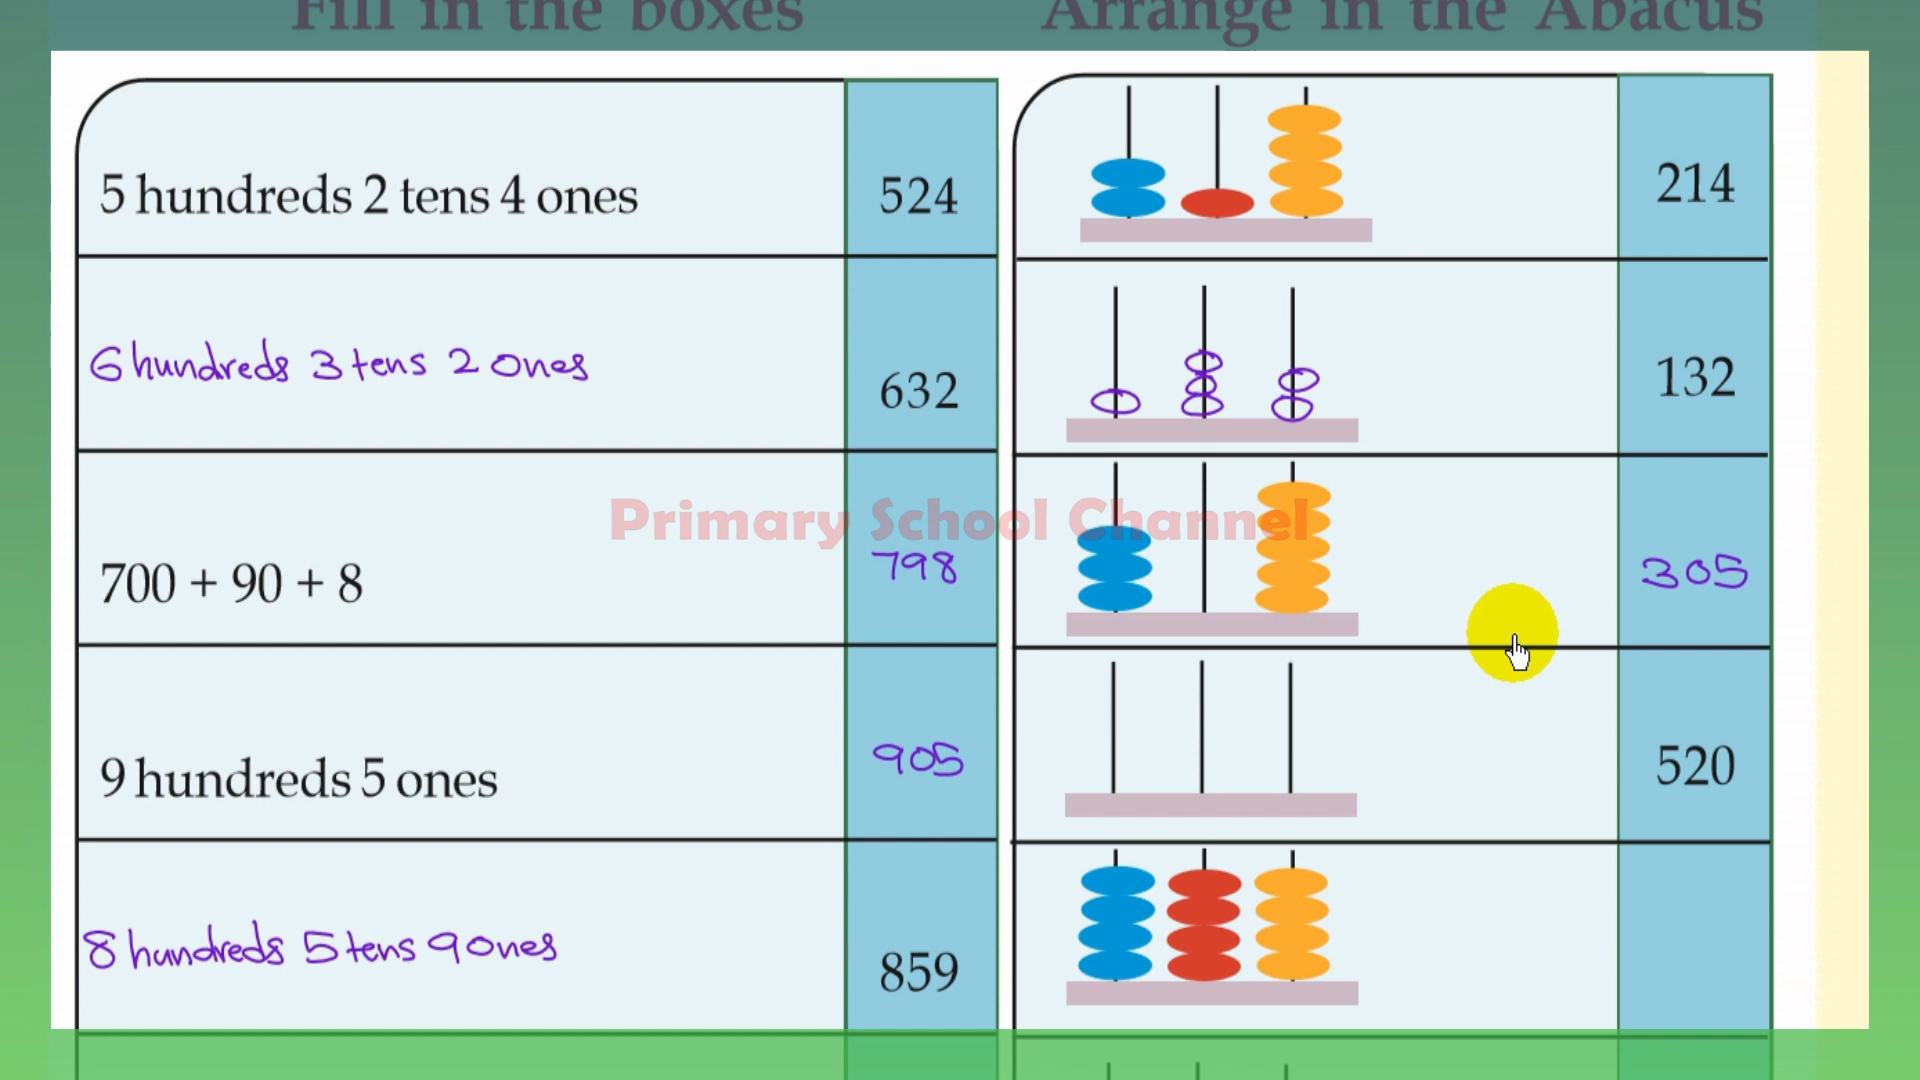 Fill in the boxes
Arrange in the Abacus
5 hundreds 2 tens 4 ones
524
214
6 hundreds 3 tens 2 ones
632
132
700 + 90 + 8
798
305
9 hundreds 5 ones
905
520
8 hundreds 5 tens 9 ones
859
Primary School Channel